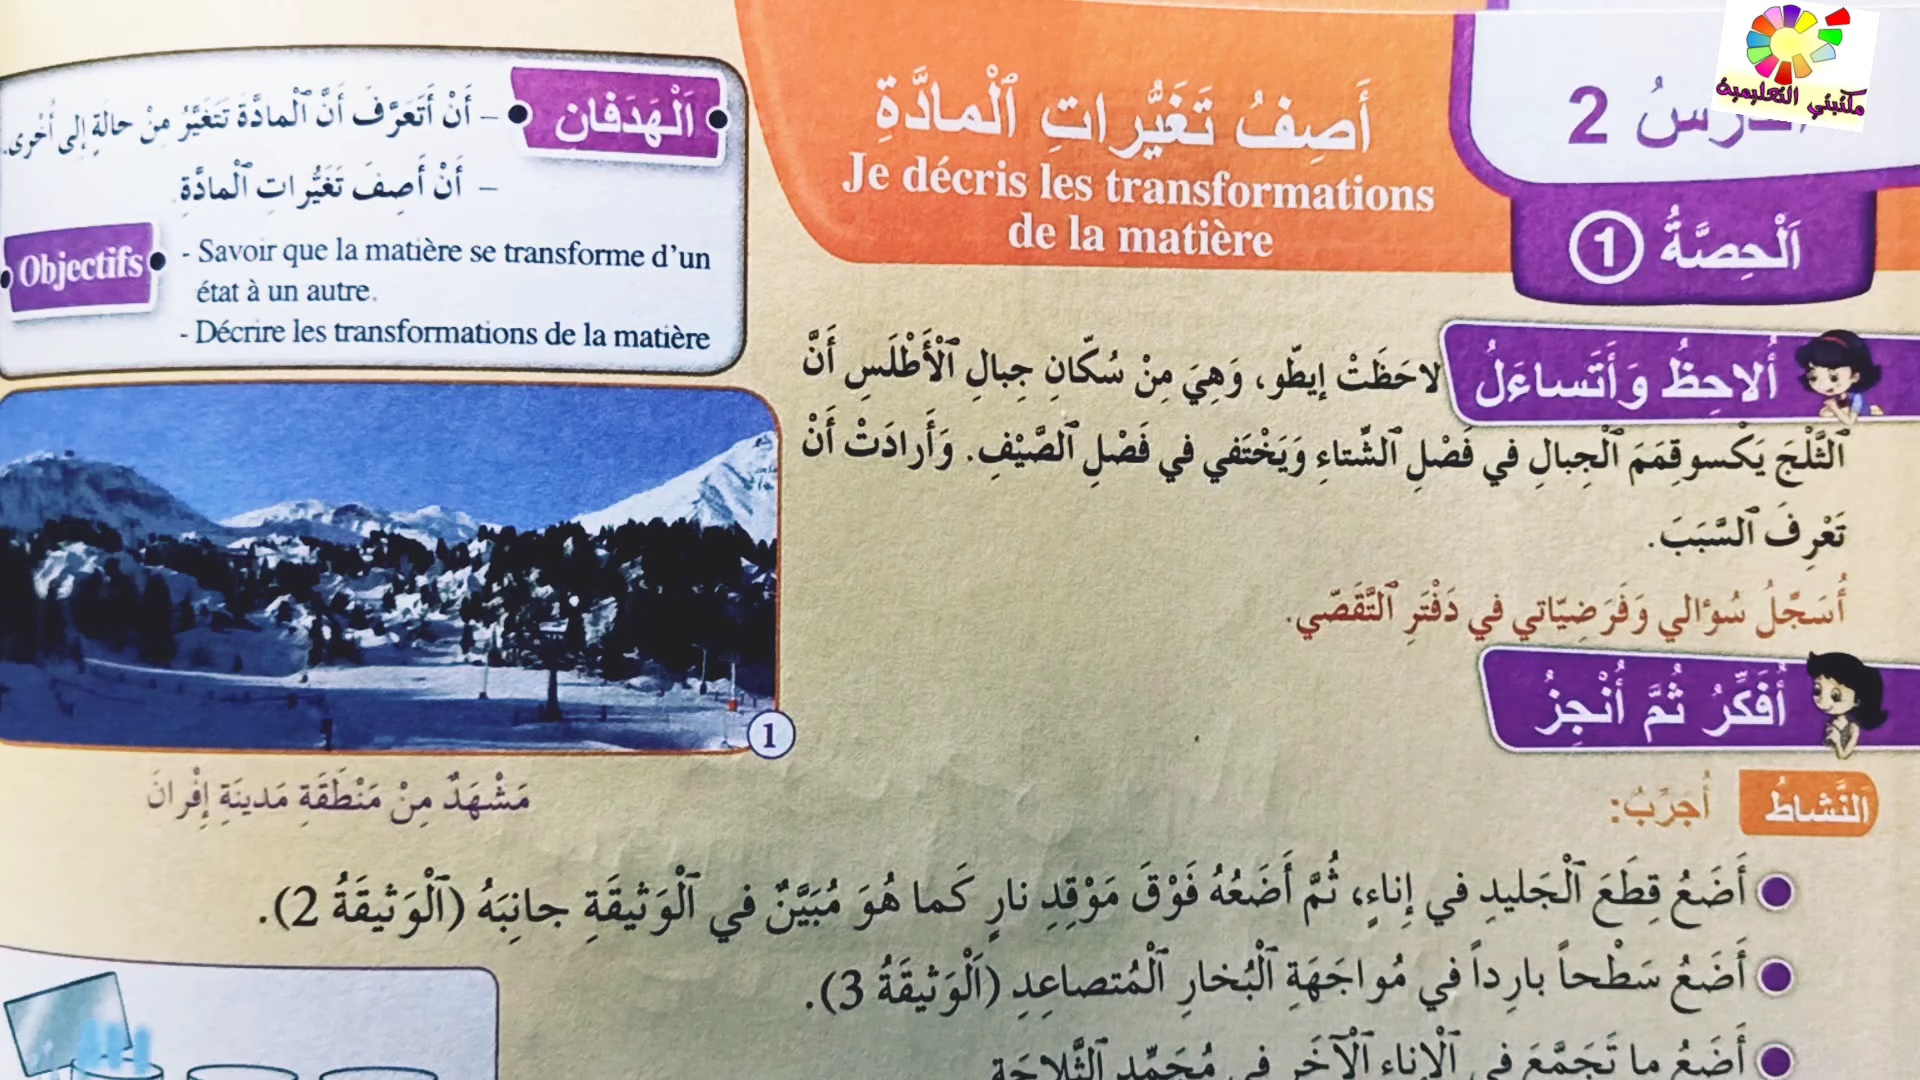 مكتبتي التعليمية
اَلدَّرْسُ 2
اَلْحِصَّةُ 1
أَصِفُ تَغَيُّراتِ ٱلْمادَّةِ
Je décris les transformations
de la matière
اَلْهَدَفانِ
– أَنْ أَتَعَرَّفَ أَنَّ ٱلْمادَّةَ تَتَغَيَّرُ مِنْ حالَةٍ إِلى أُخْرى.
– أَنْ أَصِفَ تَغَيُّراتِ ٱلْمادَّةِ.
Objectifs
- Savoir que la matière se transforme d’un
état à un autre.
- Décrire les transformations de la matière
أُلاحِظُ وَأَتَساءَلُ
لاحَظَتْ إيطّو، وَهِيَ مِنْ سُكّانِ جِبالِ ٱلْأَطْلَسِ أَنَّ
ٱلثَّلْجَ يَكْسو قِمَمَ ٱلْجِبالِ في فَصْلِ ٱلشِّتاءِ وَيَخْتَفي في فَصْلِ ٱلصَّيْفِ. وَأَرادَتْ أَنْ
تَعْرِفَ ٱلسَّبَبَ.
أُسَجِّلُ سُؤالي وَفَرَضِيّاتي في دَفْتَرِ ٱلتَّقَصّي.
1
مَشْهَدٌ مِنْ مَنْطَقَةِ مَدينَةِ إِفْرانَ
أُفَكِّرُ ثُمَّ أُنْجِزُ
اَلنَّشاطُ أُجَرِّبُ:
أَضَعُ قِطَعَ ٱلْجَليدِ في إِناءٍ، ثُمَّ أَضَعُهُ فَوْقَ مَوْقِدِ نارٍ كَما هُوَ مُبَيَّنٌ في ٱلْوَثيقَةِ جانِبَهُ (ٱلْوَثيقَةُ 2).
أَضَعُ سَطْحاً بارِداً في مُواجَهَةِ ٱلْبُخارِ ٱلْمُتصاعِدِ (اَلْوَثيقَةُ 3).
أَضَعُ ما تَجَمَّعَ في ٱلْإِناءِ ٱلْآخَرِ في مُجَمِّدِ ٱلثَّلاجَةِ